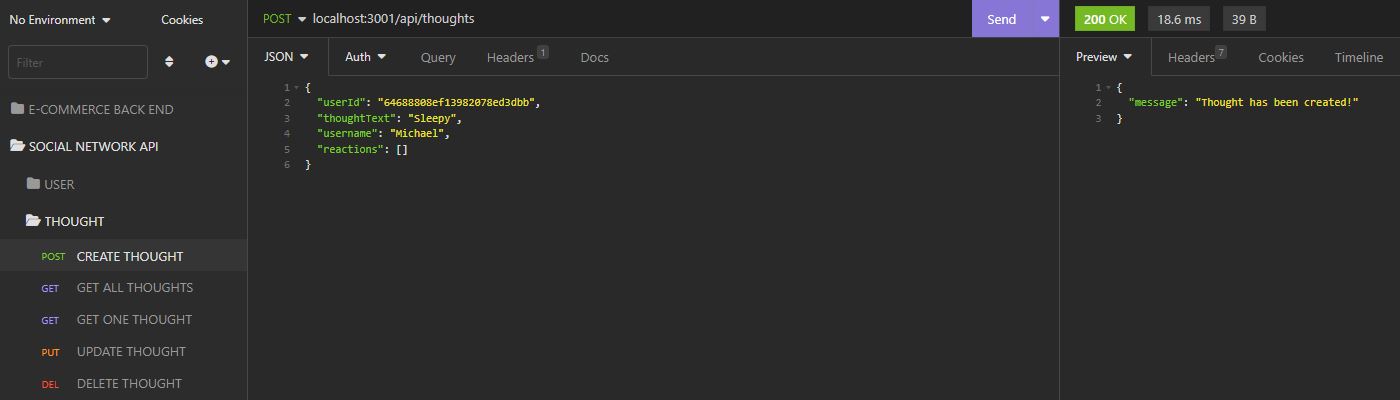 No Environment
Cookies
Filter
E-COMMERCE BACK END
SOCIAL NETWORK API
USER
THOUGHT
POST CREATE THOUGHT
GET GET ALL THOUGHTS
GET GET ONE THOUGHT
PUT UPDATE THOUGHT
DEL DELETE THOUGHT
POST localhost:3001/api/thoughts Send
JSON Auth Query Headers 1 Docs
1 {
2 "userId": "64688808ef13982078ed3dbb",
3 "thoughtText": "Sleepy",
4 "username": "Michael",
5 "reactions": []
6 }
200 OK 18.6 ms 39 B
Preview Headers 7 Cookies Timeline
1 {
2 "message": "Thought has been created!"
3 }